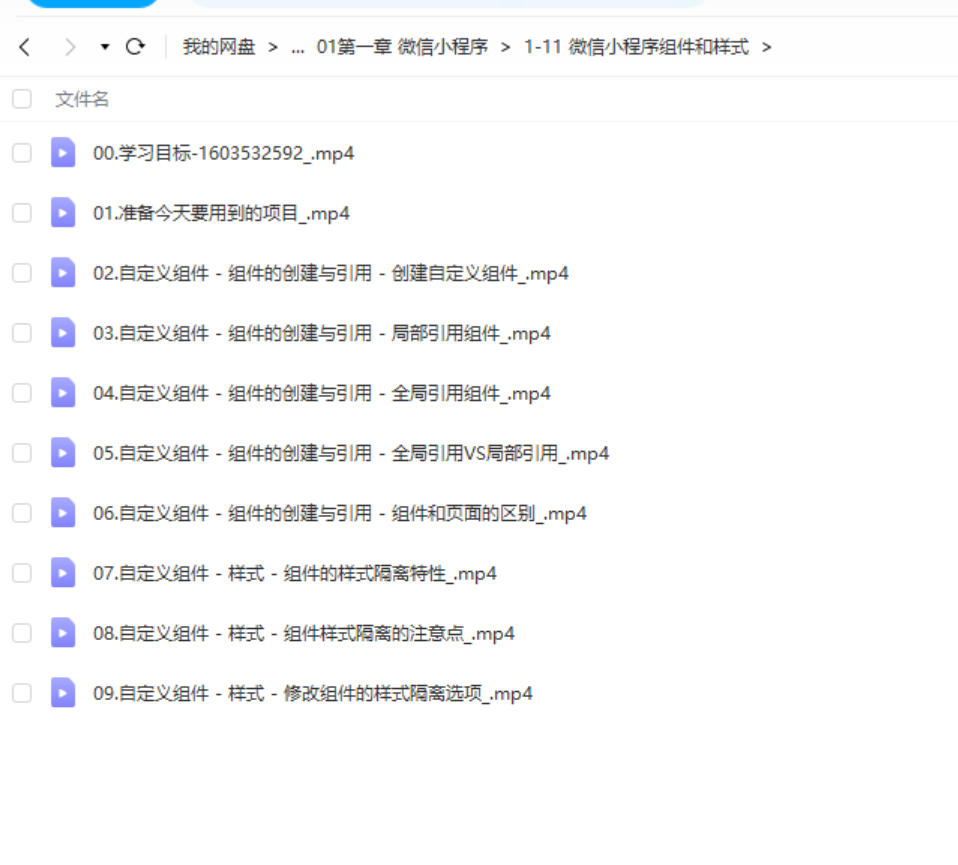 我的网盘 > ... 01第一章 微信小程序 > 1-11 微信小程序组件和样式 >
文件名
00.学习目标-1603532592_.mp4
01.准备今天要用到的项目_.mp4
02.自定义组件 - 组件的创建与引用 - 创建自定义组件_.mp4
03.自定义组件 - 组件的创建与引用 - 局部引用组件_.mp4
04.自定义组件 - 组件的创建与引用 - 全局引用组件_.mp4
05.自定义组件 - 组件的创建与引用 - 全局引用VS局部引用_.mp4
06.自定义组件 - 组件的创建与引用 - 组件和页面的区别_.mp4
07.自定义组件 - 样式 - 组件的样式隔离特性_.mp4
08.自定义组件 - 样式 - 组件样式隔离的注意点_.mp4
09.自定义组件 - 样式 - 修改组件的样式隔离选项_.mp4